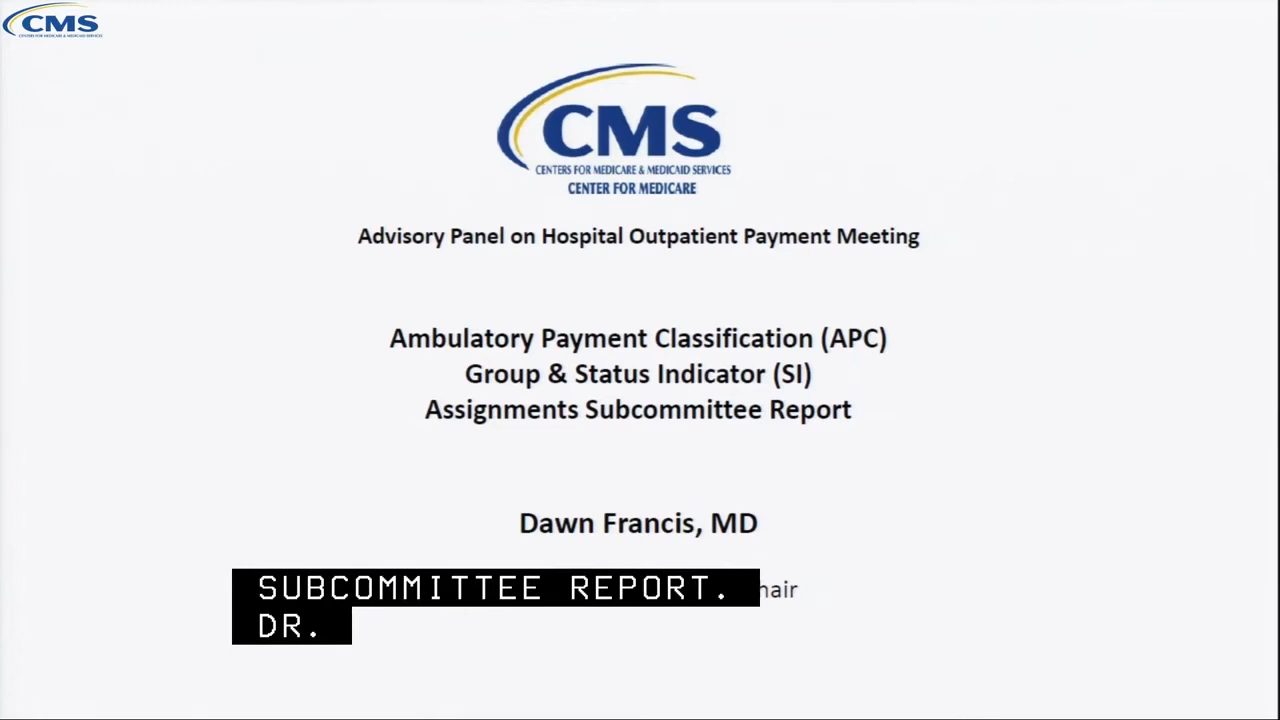 CMS
CENTERS FOR MEDICARE & MEDICAID SERVICES
CMS
CENTERS FOR MEDICARE & MEDICAID SERVICES
CENTER FOR MEDICARE
Advisory Panel on Hospital Outpatient Payment Meeting
Ambulatory Payment Classification (APC)
Group & Status Indicator (SI)
Assignments Subcommittee Report
Dawn Francis, MD
SUBCOMMITTEE REPORT.
DR.